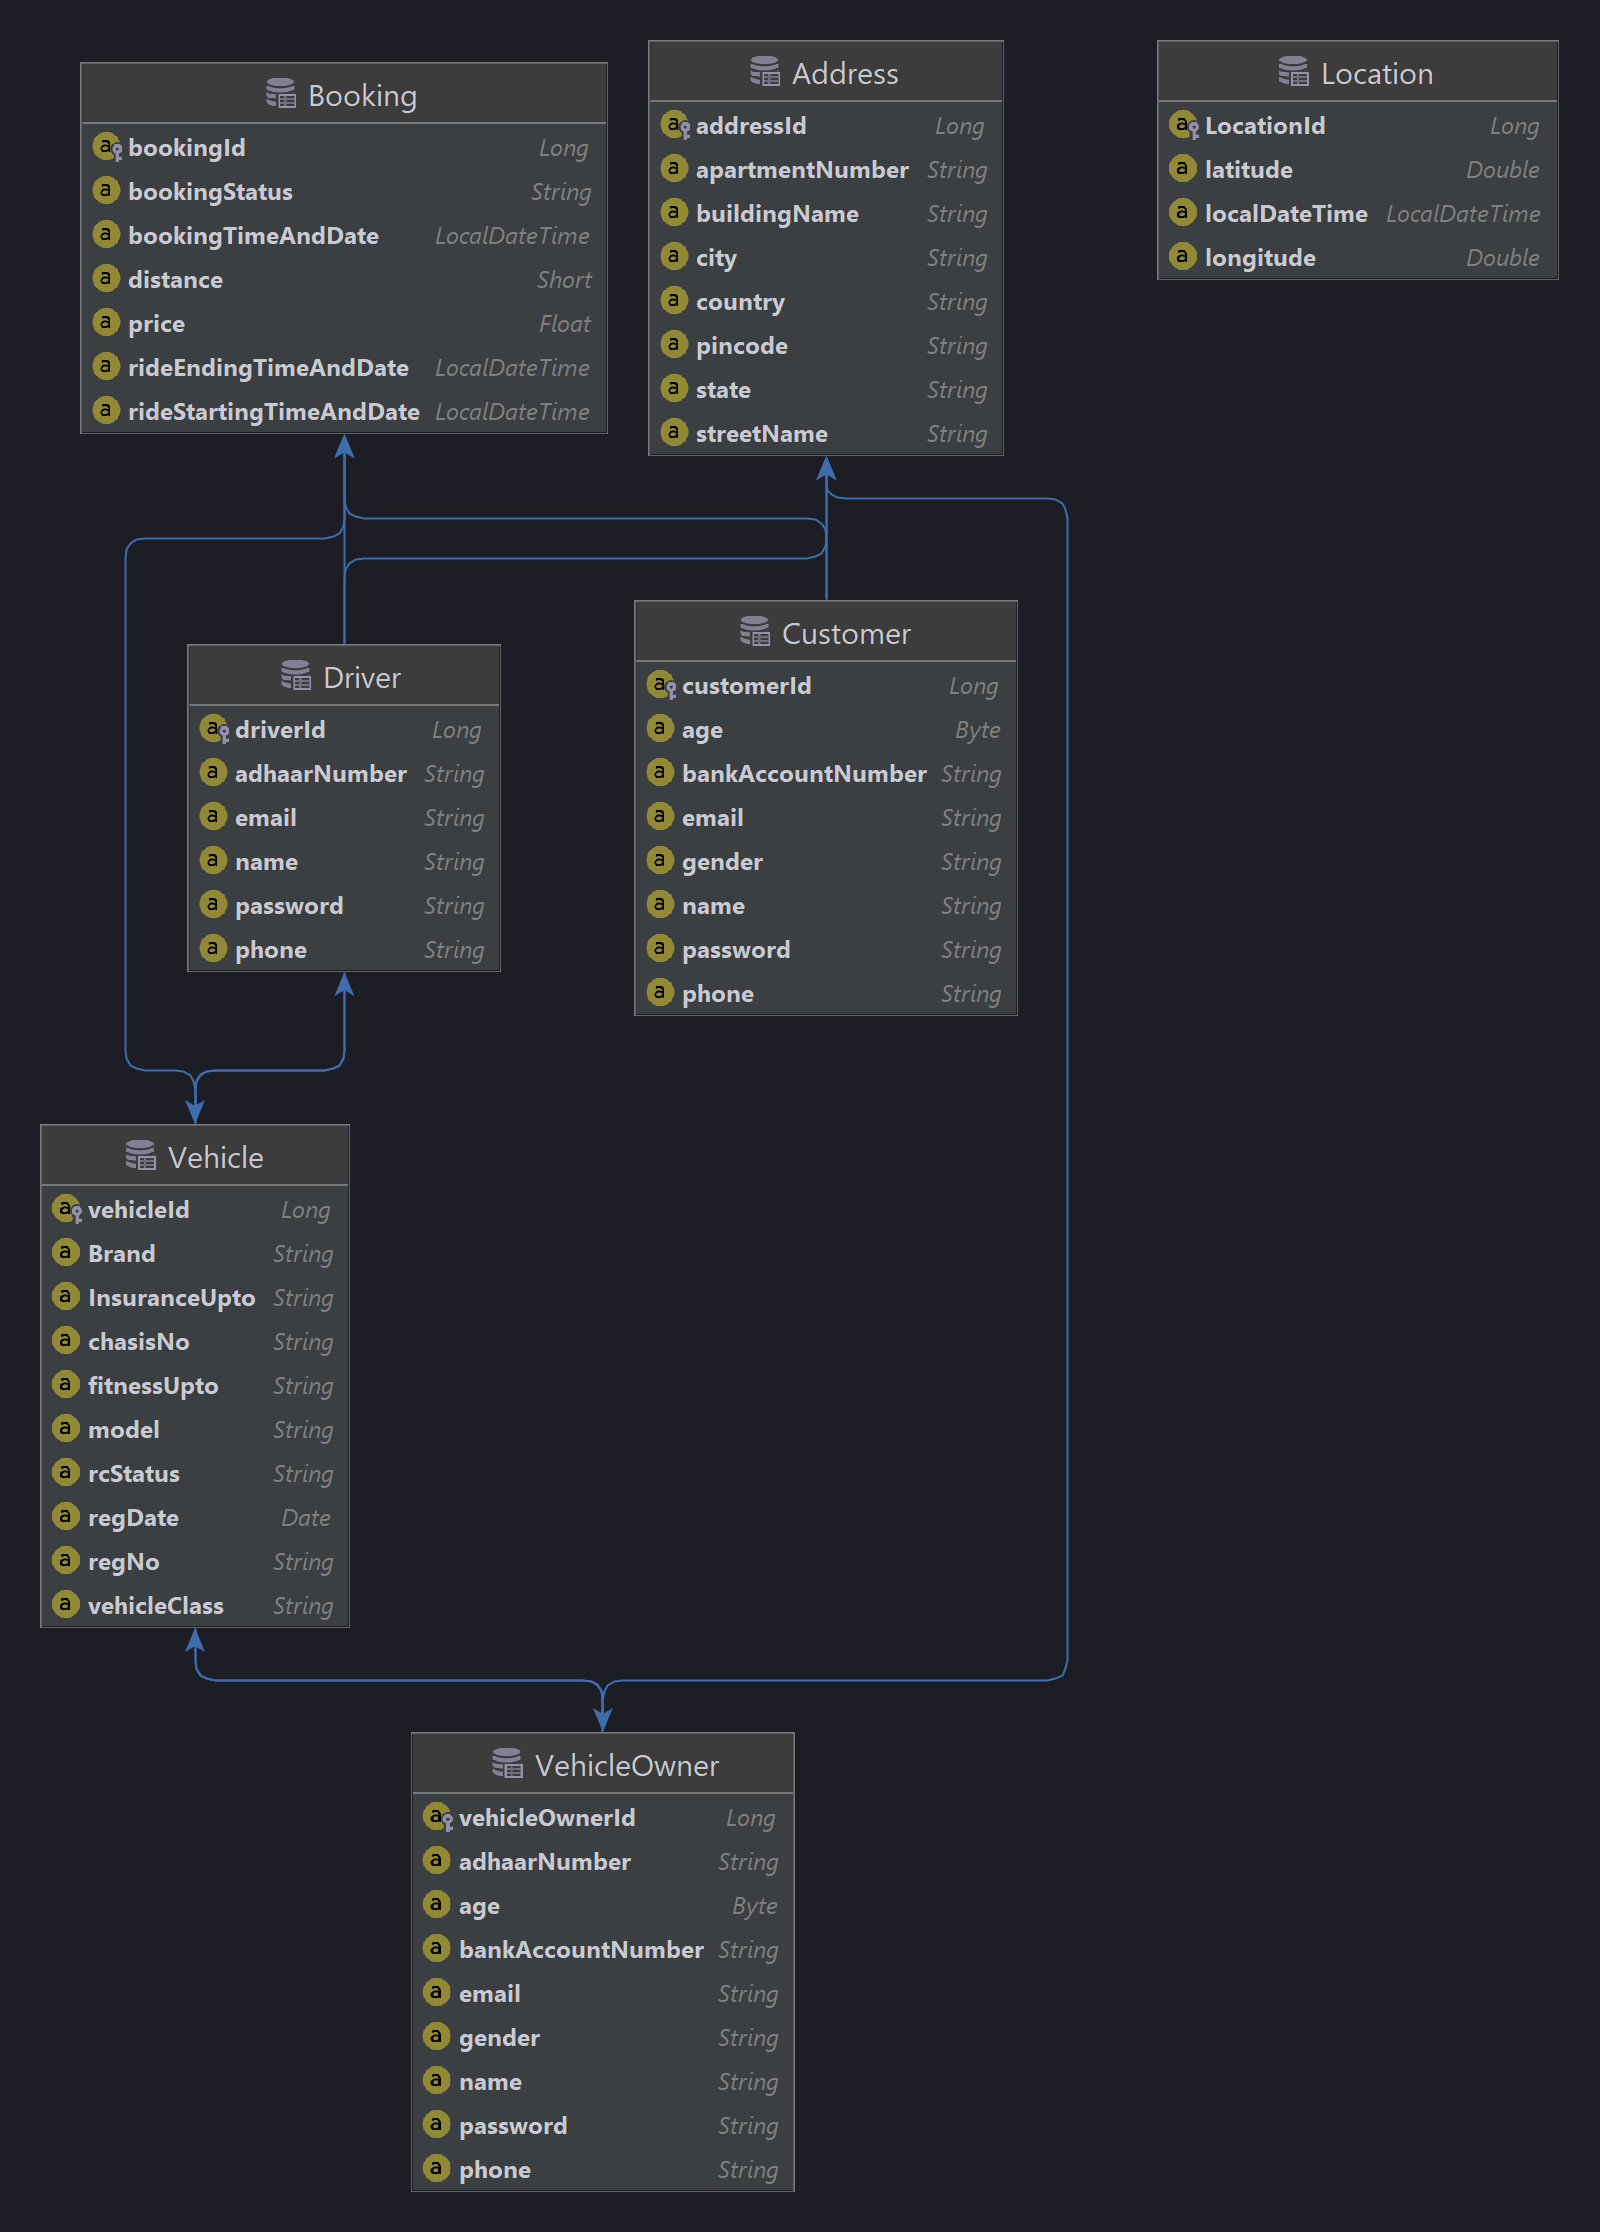 Booking
bookingId Long
bookingStatus String
bookingTimeAndDate LocalDateTime
distance Short
price Float
rideEndingTimeAndDate LocalDateTime
rideStartingTimeAndDate LocalDateTime
Address
addressId Long
apartmentNumber String
buildingName String
city String
country String
pincode String
state String
streetName String
Location
LocationId Long
latitude Double
localDateTime LocalDateTime
longitude Double
Driver
driverId Long
adhaarNumber String
email String
name String
password String
phone String
Customer
customerId Long
age Byte
bankAccountNumber String
email String
gender String
name String
password String
phone String
Vehicle
vehicleId Long
Brand String
InsuranceUpto String
chasisNo String
fitnessUpto String
model String
rcStatus String
regDate Date
regNo String
vehicleClass String
VehicleOwner
vehicleOwnerId Long
adhaarNumber String
age Byte
bankAccountNumber String
email String
gender String
name String
password String
phone String